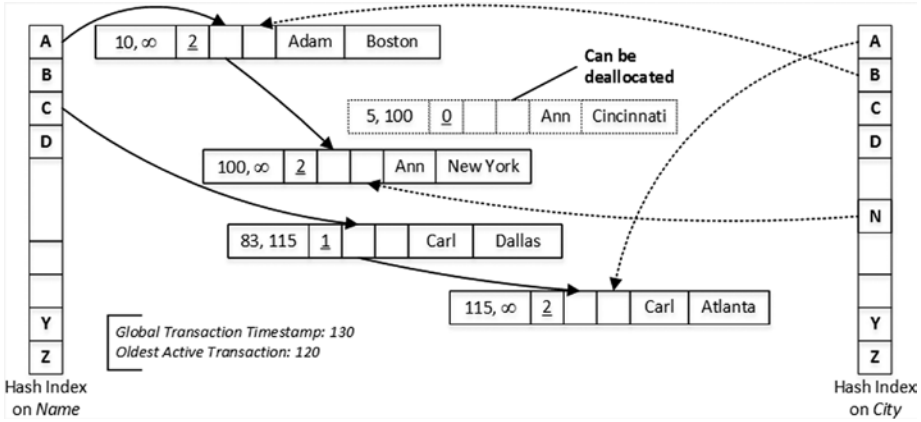 A
B
C
D
Y
Z
Hash Index
on Name
10, ∞ 2 Adam Boston
Can be
deallocated
5, 100 0 Ann Cincinnati
100, ∞ 2 Ann New York
83, 115 1 Carl Dallas
115, ∞ 2 Carl Atlanta
Global Transaction Timestamp: 130
Oldest Active Transaction: 120
A
B
C
D
N
Y
Z
Hash Index
on City